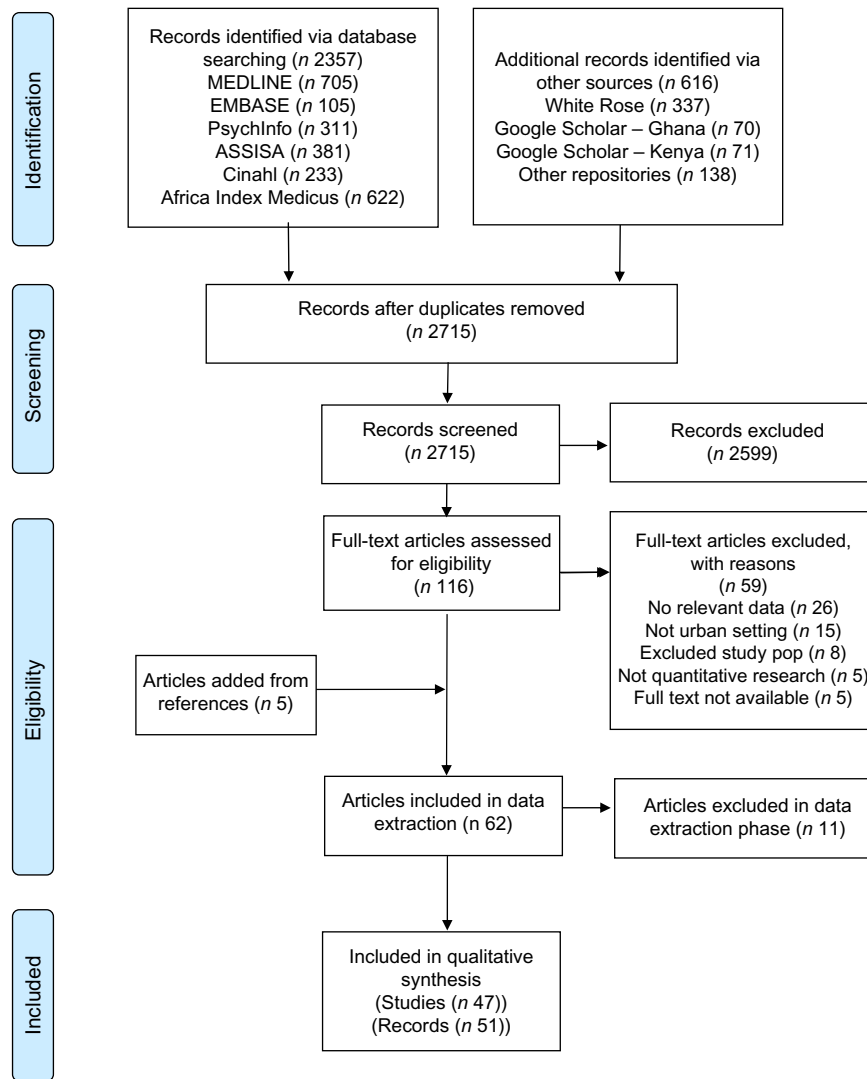 Identification
Records identified via database
searching (n 2357)
MEDLINE (n 705)
EMBASE (n 105)
PsychInfo (n 311)
ASSISA (n 381)
Cinahl (n 233)
Africa Index Medicus (n 622)
Additional records identified via
other sources (n 616)
White Rose (n 337)
Google Scholar – Ghana (n 70)
Google Scholar – Kenya (n 71)
Other repositories (n 138)
Screening
Records after duplicates removed
(n 2715)
Records screened
(n 2715)
Records excluded
(n 2599)
Eligibility
Full-text articles assessed
for eligibility
(n 116)
Full-text articles excluded,
with reasons
(n 59)
No relevant data (n 26)
Not urban setting (n 15)
Excluded study pop (n 8)
Not quantitative research (n 5)
Full text not available (n 5)
Articles added from
references (n 5)
Articles included in data
extraction (n 62)
Articles excluded in data
extraction phase (n 11)
Included
Included in qualitative
synthesis
(Studies (n 47))
(Records (n 51))